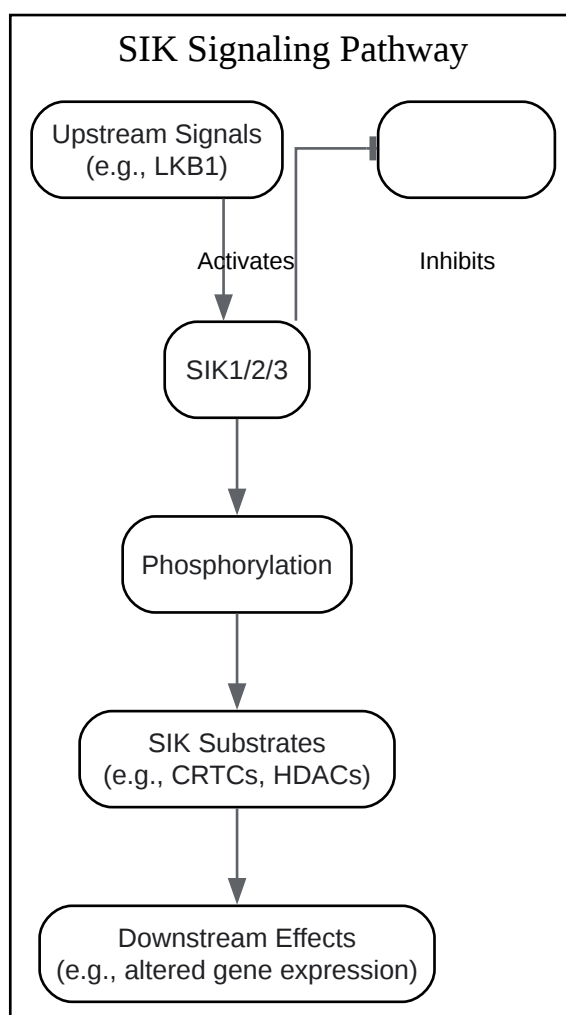 SIK Signaling Pathway
Upstream Signals
(e.g., LKB1)
Activates
Inhibits
SIK1/2/3
Phosphorylation
SIK Substrates
(e.g., CRTCs, HDACs)
Downstream Effects
(e.g., altered gene expression)